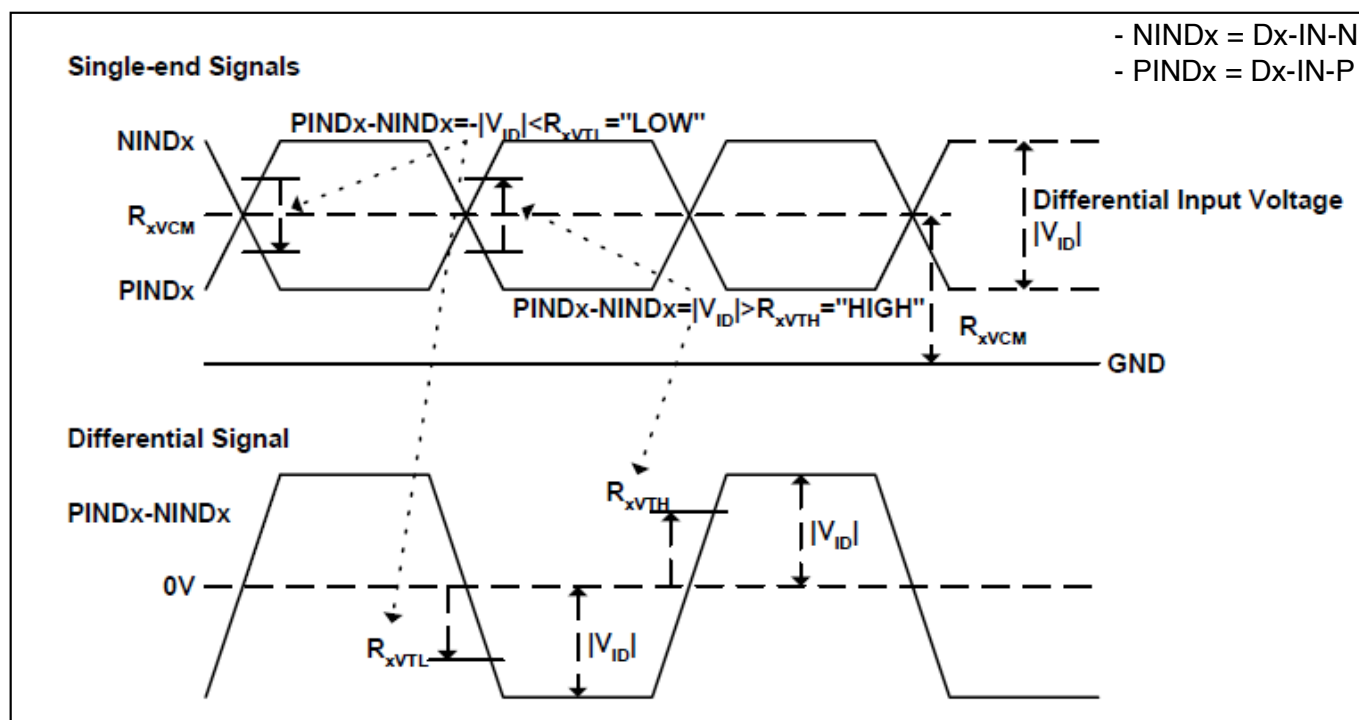 - NINDx = Dx-IN-N
- PINDx = Dx-IN-P
Single-end Signals
PINDx-NINDx=-|VID|<RxVTL="LOW"
NINDx
RxVCM
Differential Input Voltage
|VID|
PINDx
PINDx-NINDx=|VID|>RxVTH="HIGH"
RxVCM
GND
Differential Signal
RxVTH
PINDx-NINDx
|VID|
0V
RxVTL
|VID|